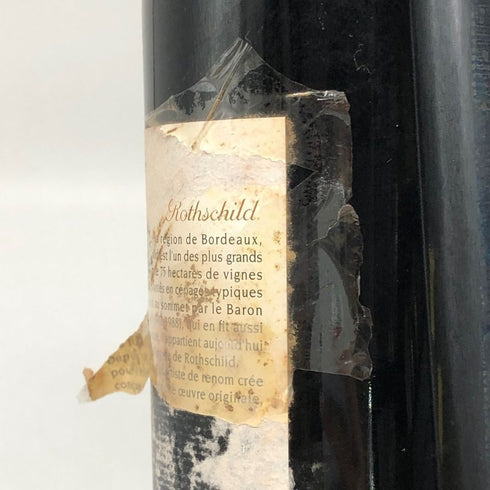 Rothschild
région de Bordeaux,
est l'un des plus grands
75 hectares de vignes
en cépages typiques
au sommet par le Baron
1988), qui en fit aussi
appartient aujourd'hui
de Rothschild.
de renom crée
œuvre originale,